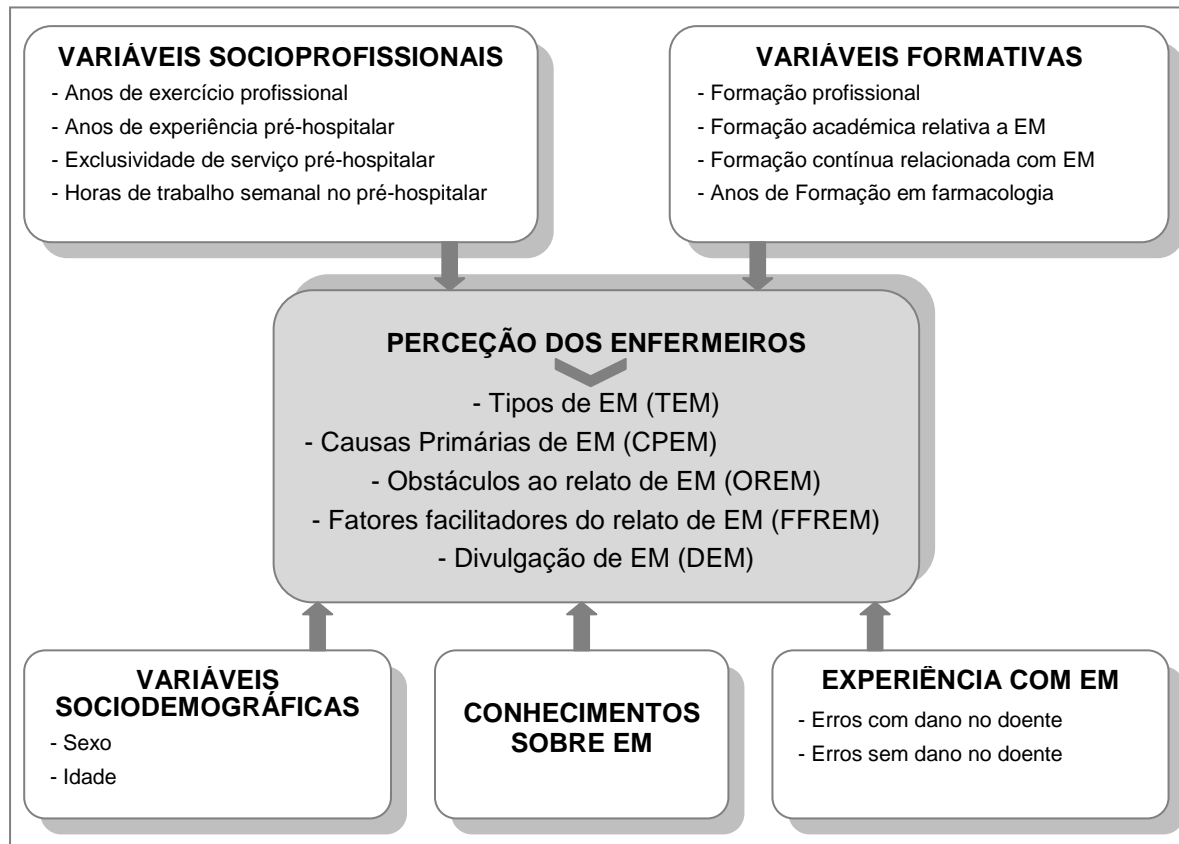 VARIÁVEIS SOCIOPROFISSIONAIS
- Anos de exercício profissional
- Anos de experiência pré-hospitalar
- Exclusividade de serviço pré-hospitalar
- Horas de trabalho semanal no pré-hospitalar
VARIÁVEIS FORMATIVAS
- Formação profissional
- Formação académica relativa a EM
- Formação contínua relacionada com EM
- Anos de Formação em farmacologia
PERCEÇÃO DOS ENFERMEIROS
- Tipos de EM (TEM)
- Causas Primárias de EM (CPEM)
- Obstáculos ao relato de EM (OREM)
- Fatores facilitadores do relato de EM (FFREM)
- Divulgação de EM (DEM)
VARIÁVEIS
SOCIODEMOGRÁFICAS
- Sexo
- Idade
CONHECIMENTOS
SOBRE EM
EXPERIÊNCIA COM EM
- Erros com dano no doente
- Erros sem dano no doente